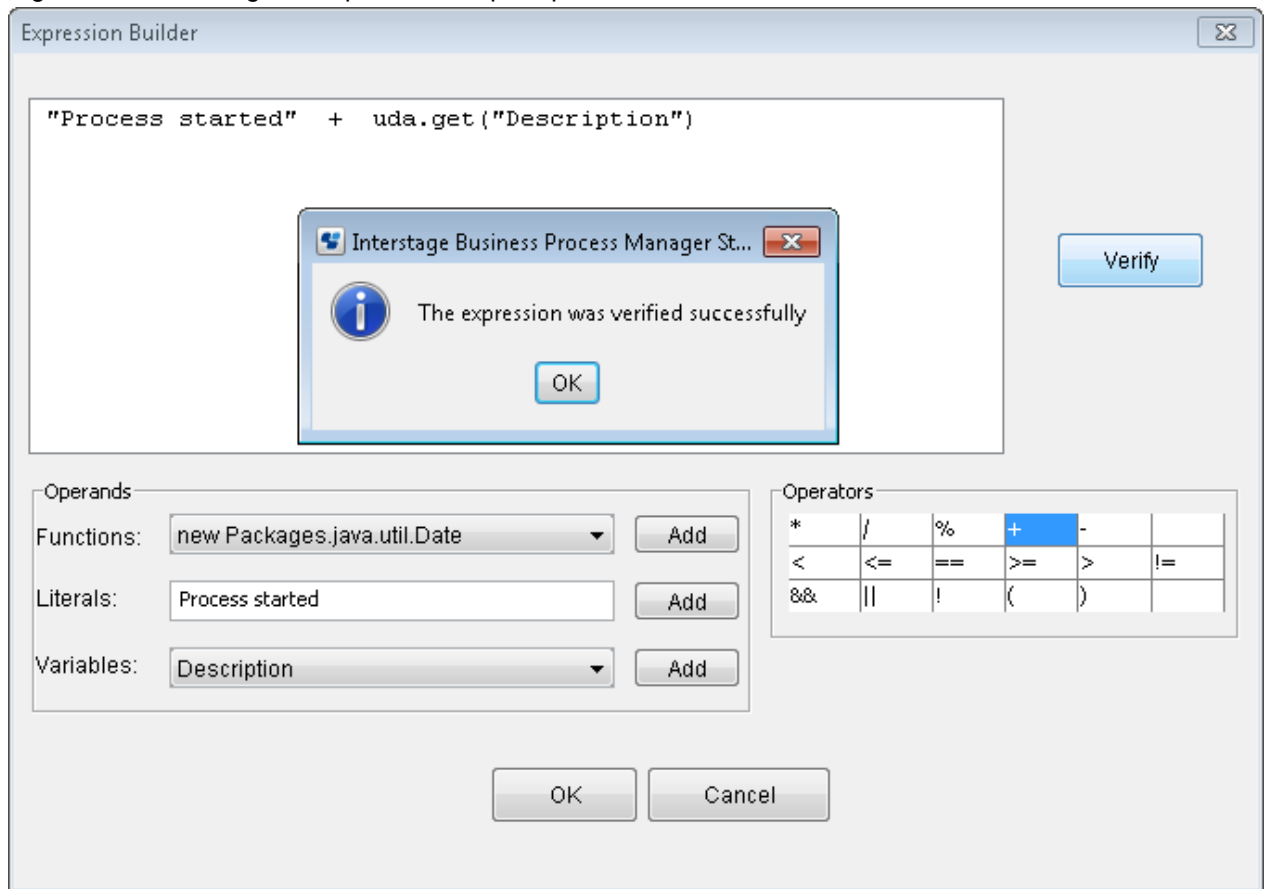 Expression Builder
"Process started" + uda.get("Description")
Interstage Business Process Manager St...
The expression was verified successfully
OK
Verify
Operands
Functions: new Packages.java.util.Date Add
Literals: Process started Add
Variables: Description Add
Operators
* / % + -
< <= == >= > !=
&& || ! ( )
OK Cancel